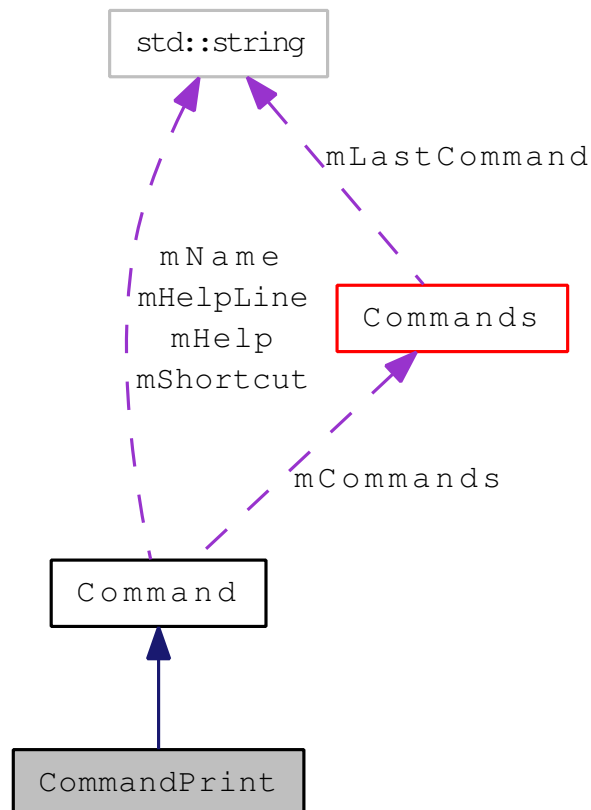 std::string
mLastCommand
mName
mHelpLine
mHelp
mShortcut
Commands
mCommands
Command
CommandPrint